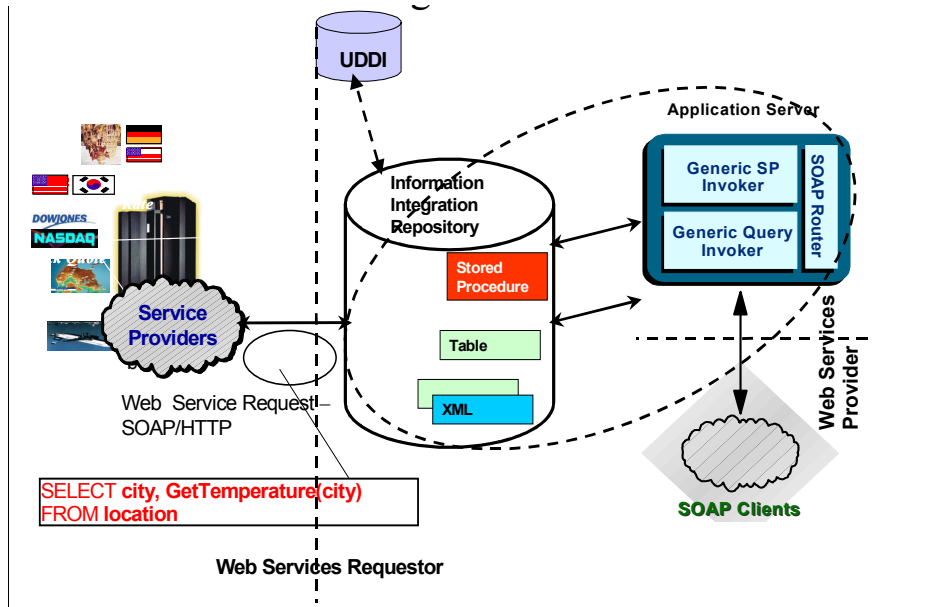 UDDI
Application Server
Information
Integration
Repository
Generic SP
Invoker
Generic Query
Invoker
SOAP Router
Stored
Procedure
Table
XML
DOWJONES
NASDAQ
Service
Providers
Web Service Request –
SOAP/HTTP
SELECT city, GetTemperature(city)
FROM location
Web Services
Provider
SOAP Clients
Web Services Requestor